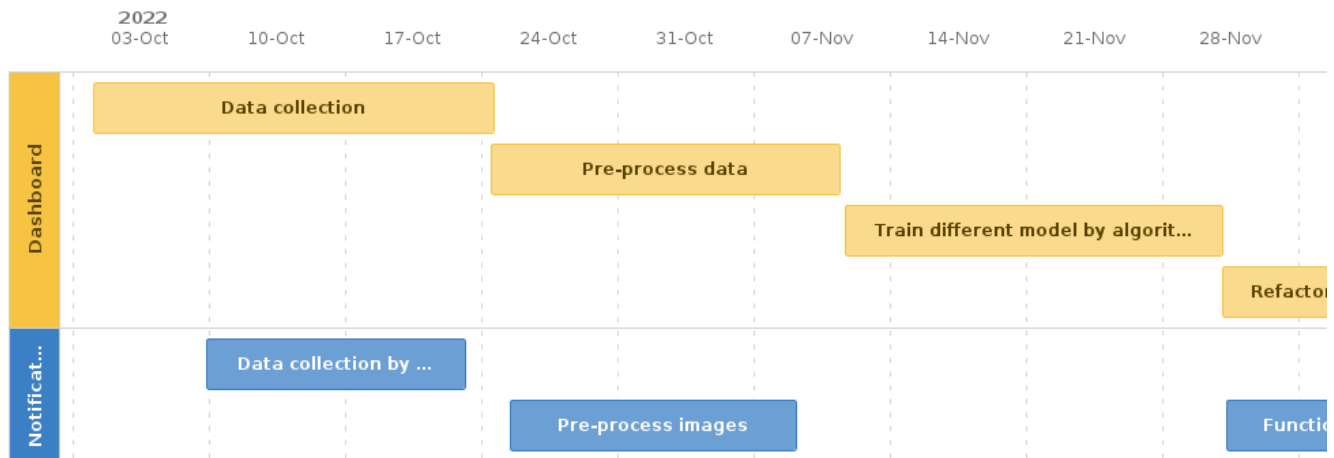 2022
03-Oct 10-Oct 17-Oct 24-Oct 31-Oct 07-Nov 14-Nov 21-Nov 28-Nov
Dashboard
Data collection
Pre-process data
Train different model by algorit...
Refactor
Notificat...
Data collection by ...
Pre-process images
Functio